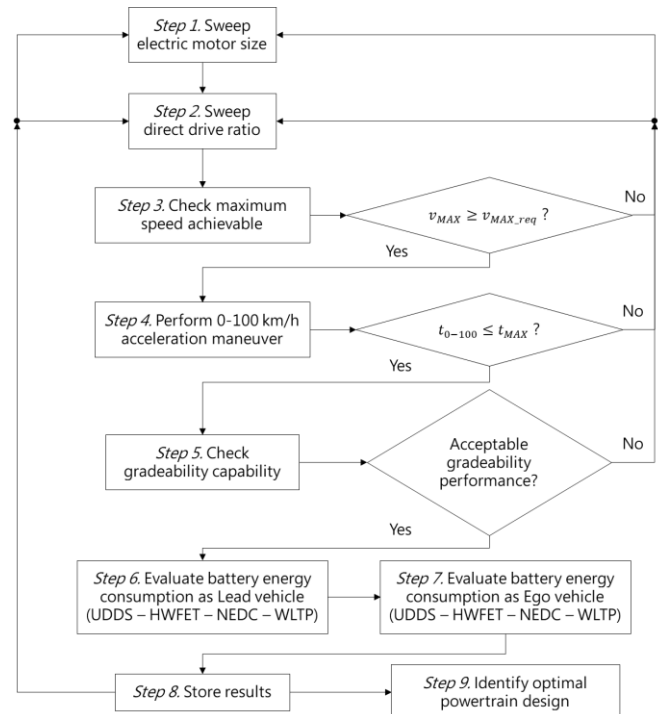 Step 1. Sweep
electric motor size
Step 2. Sweep
direct drive ratio
Step 3. Check maximum
speed achievable
v_MAX ≥ v_MAX_req ?
No
Yes
Step 4. Perform 0-100 km/h
acceleration maneuver
t_0−100 ≤ t_MAX ?
No
Yes
Step 5. Check
gradeability capability
Acceptable
gradeability
performance?
No
Yes
Step 6. Evaluate battery energy
consumption as Lead vehicle
(UDDS – HWFET – NEDC – WLTP)
Step 7. Evaluate battery energy
consumption as Ego vehicle
(UDDS – HWFET – NEDC – WLTP)
Step 8. Store results
Step 9. Identify optimal
powertrain design